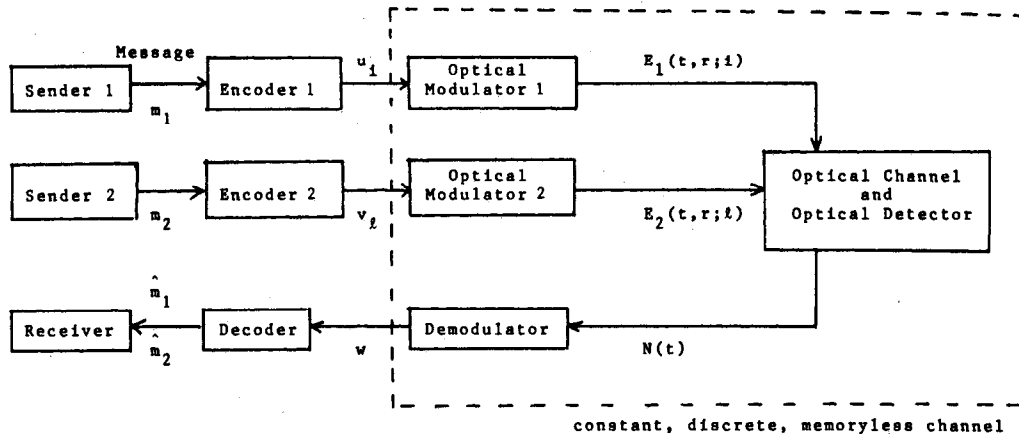 Message
Sender 1
m₁
Encoder 1
uᵢ
Optical
Modulator 1
E₁(t,r;i)
Sender 2
m₂
Encoder 2
v_ℓ
Optical
Modulator 2
E₂(t,r;ℓ)
Optical Channel
and
Optical Detector
Receiver
m̂₁
m̂₂
Decoder
w
Demodulator
N(t)
constant, discrete, memoryless channel